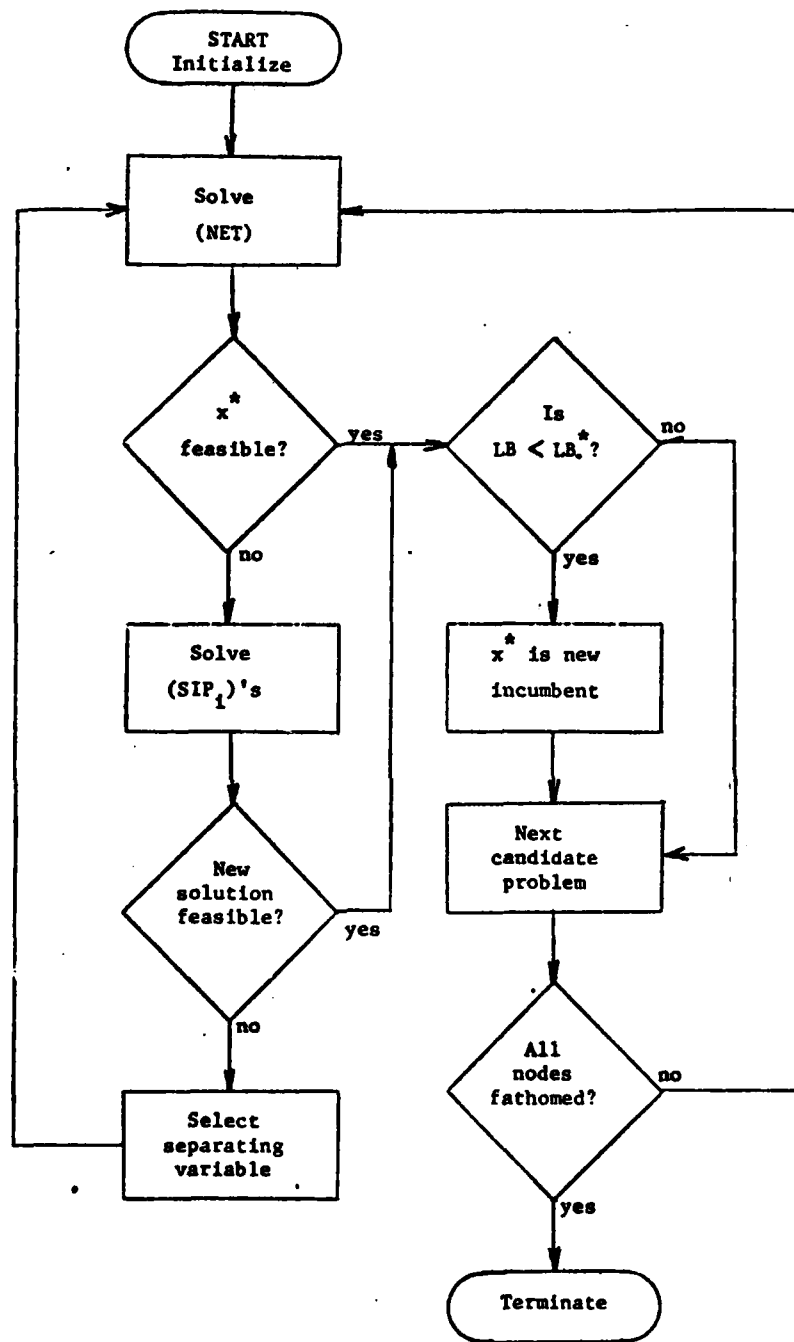 START
Initialize
Solve
(NET)
x*
feasible?
yes
no
Solve
(SIP_i)'s
New
solution
feasible?
yes
no
Select
separating
variable
Is
LB < LB*?
no
yes
x* is new
incumbent
Next
candidate
problem
All
nodes
fathomed?
no
yes
Terminate